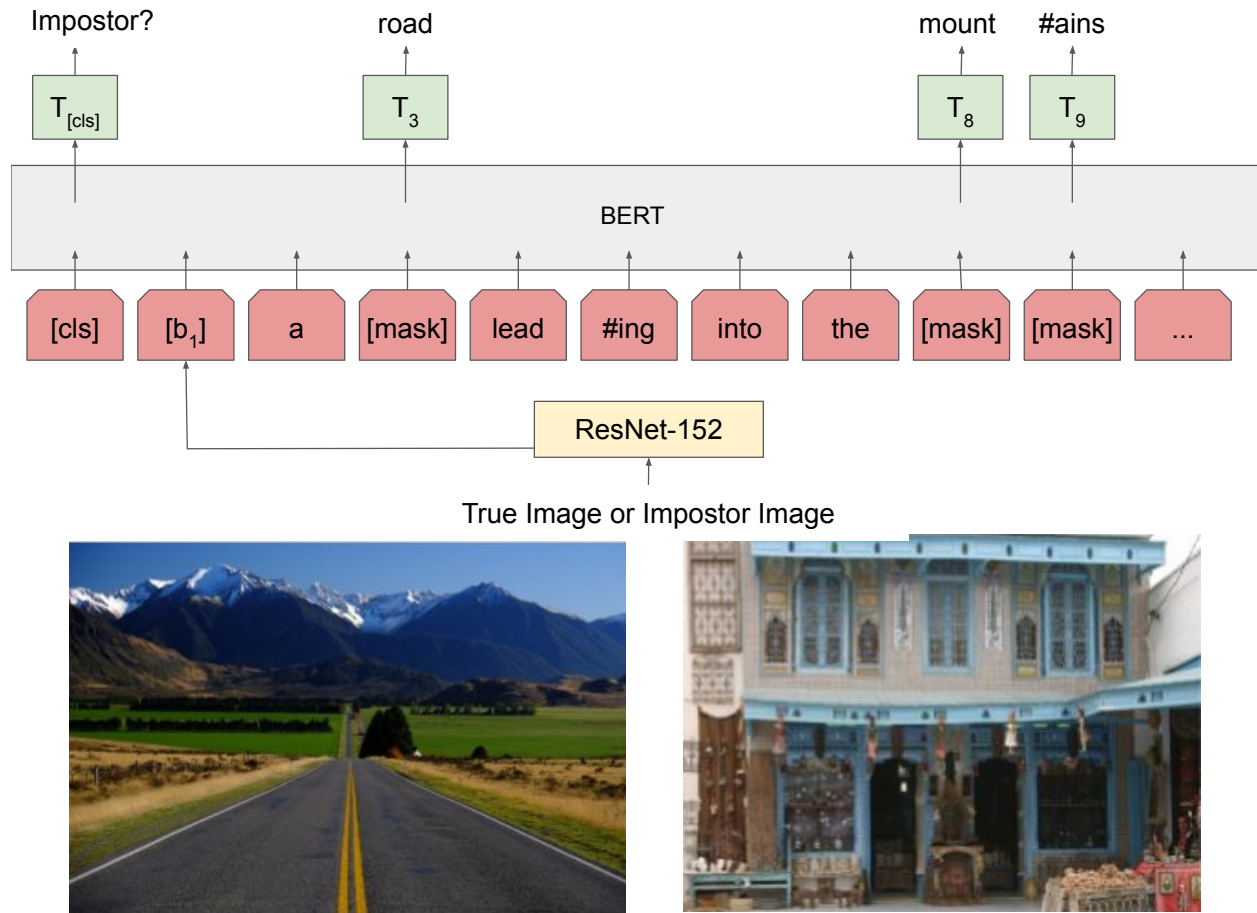 Impostor? road mount #ains
T[cls] T3 T8 T9
BERT
[cls] [b1] a [mask] lead #ing into the [mask] [mask] ...
ResNet-152
True Image or Impostor Image